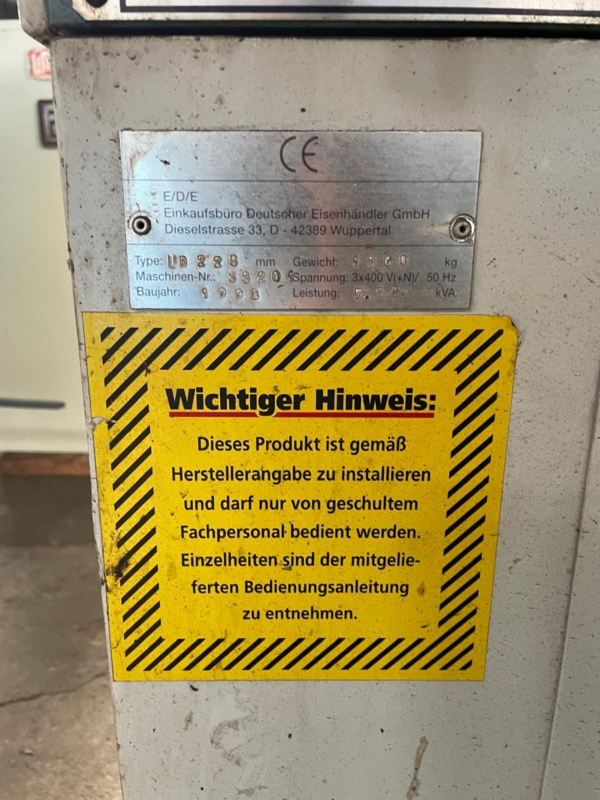 CE
E/D/E
Einkaufsbüro Deutscher Eisenhändler GmbH
Dieselstrasse 33, D - 42389 Wuppertal
Type: mm Gewicht: kg
Maschinen-Nr.: Spannung: 3x400 V(+N)/ 50 Hz
Baujahr: 1998 Leistung: kVA
Wichtiger Hinweis:
Dieses Produkt ist gemäß
Herstellerangabe zu installieren
und darf nur von geschultem
Fachpersonal bedient werden.
Einzelheiten sind der mitgelie-
ferten Bedienungsanleitung
zu entnehmen.